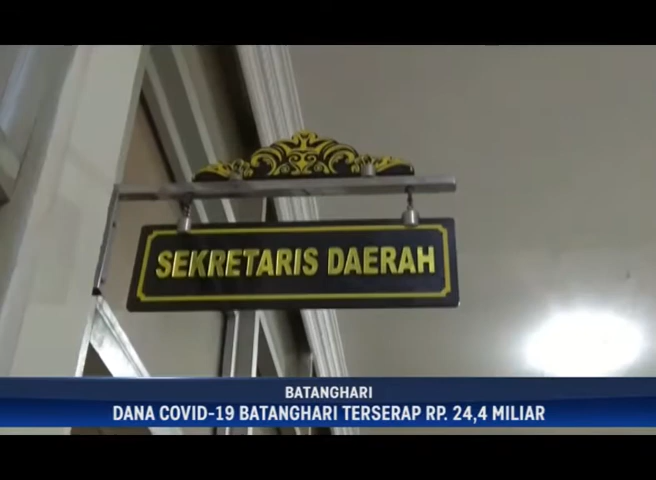 SEKRETARIS DAERAH
BATANGHARI
DANA COVID-19 BATANGHARI TERSERAP RP. 24,4 MILIAR